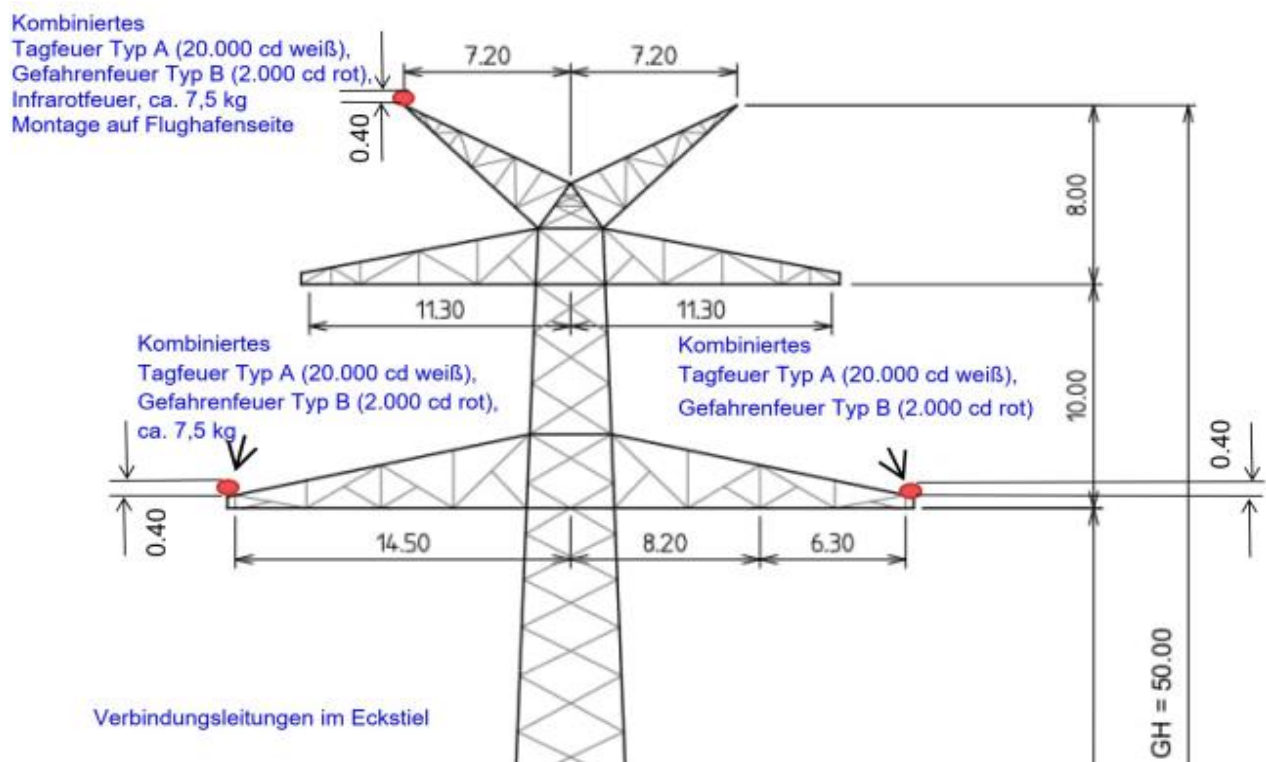 Kombiniertes
Tagfeuer Typ A (20.000 cd weiß),
Gefahrenfeuer Typ B (2.000 cd rot),
Infrarotfeuer, ca. 7,5 kg
Montage auf Flughafenseite
0.40
7.20
7.20
8.00
11.30
11.30
Kombiniertes
Tagfeuer Typ A (20.000 cd weiß),
Gefahrenfeuer Typ B (2.000 cd rot),
ca. 7,5 kg
Kombiniertes
Tagfeuer Typ A (20.000 cd weiß),
Gefahrenfeuer Typ B (2.000 cd rot)
10.00
0.40
0.40
14.50
8.20
6.30
GH = 50.00
Verbindungsleitungen im Eckstiel